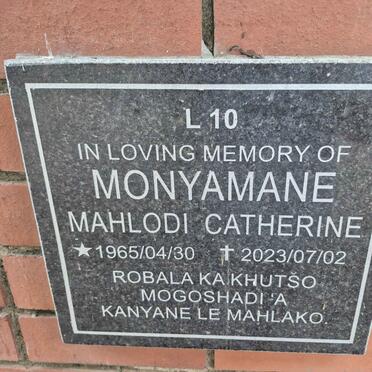 L 10
IN LOVING MEMORY OF
MONYAMANE
MAHLODI CATHERINE
★1965/04/30 ✝2023/07/02
ROBALA KA KHUTŠO
MOGOSHADI 'A
KANYANE LE MAHLAKO.